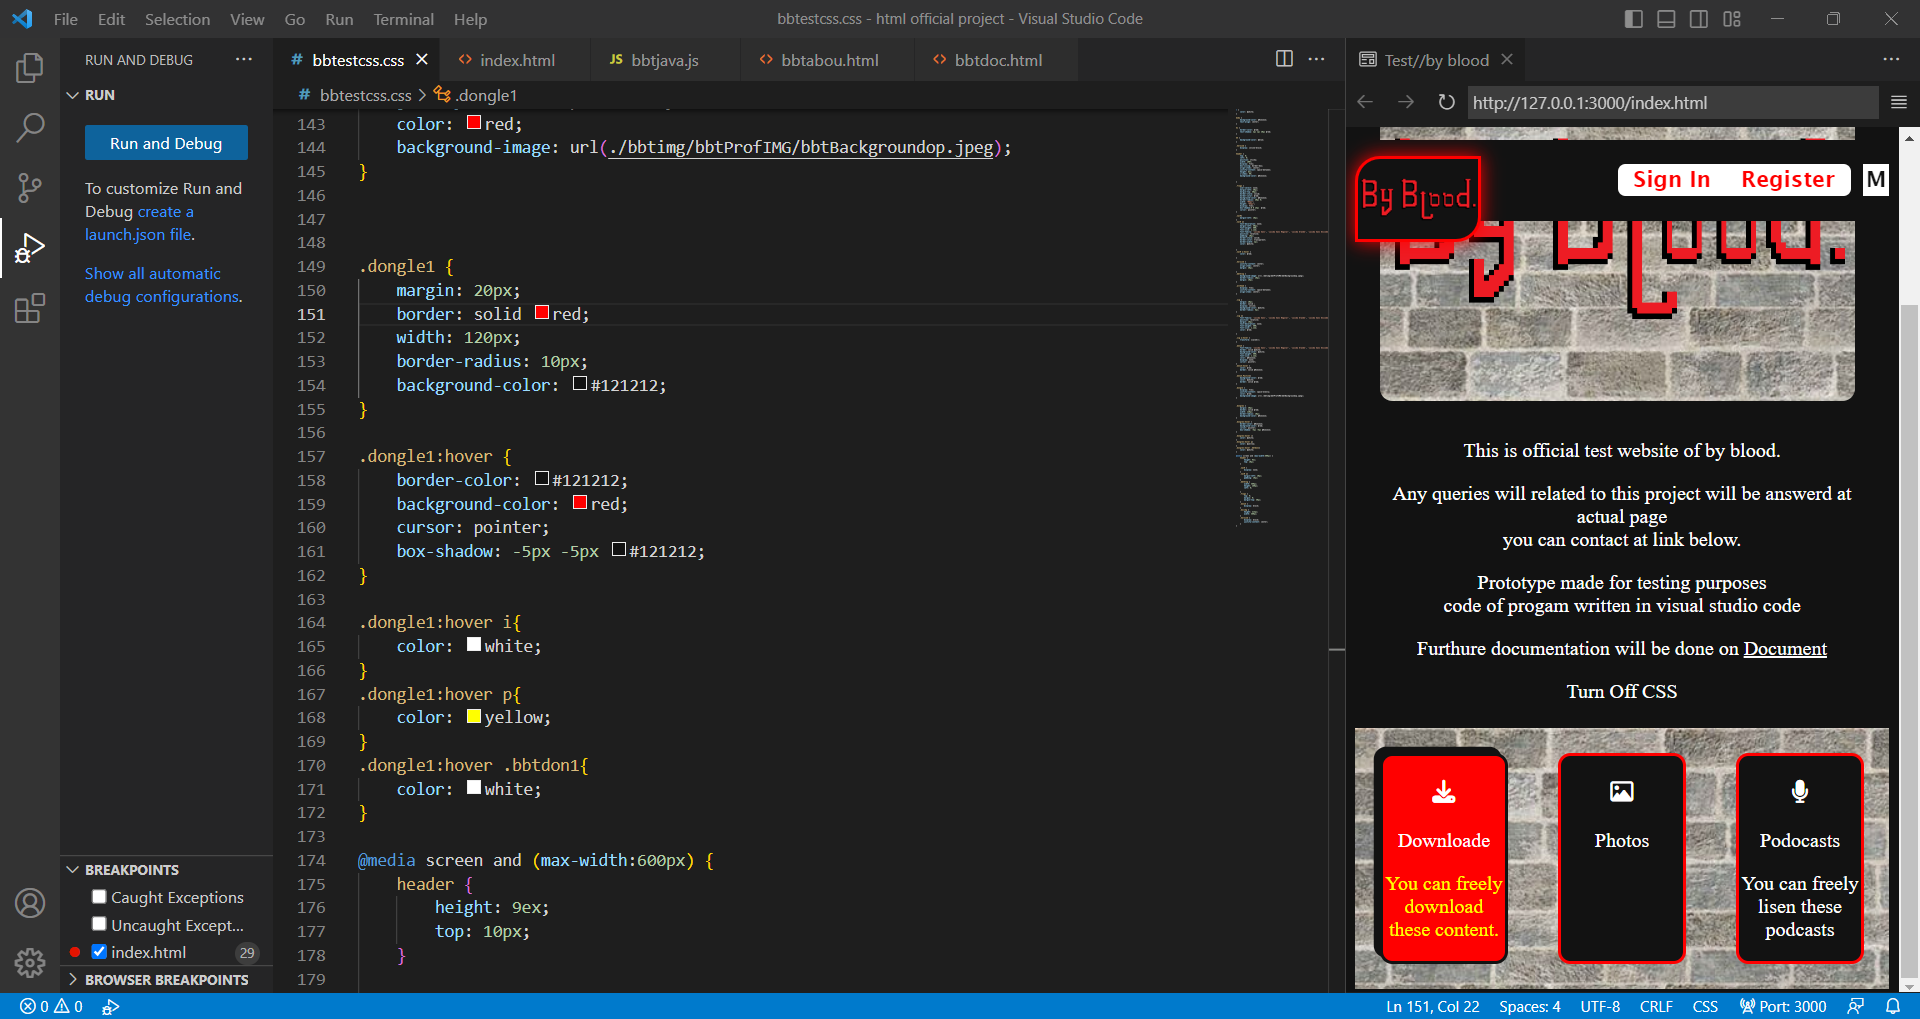 File Edit Selection View Go Run Terminal Help
bbtestcss.css - html official project - Visual Studio Code
RUN AND DEBUG
RUN
Run and Debug
To customize Run and
Debug create a
launch.json file.
Show all automatic
debug configurations.
BREAKPOINTS
Caught Exceptions
Uncaught Except...
index.html 29
BROWSER BREAKPOINTS
# bbtestcss.css
<> index.html
JS bbtjava.js
<> bbtabou.html
<> bbtdoc.html
# bbtestcss.css > .dongle1
143 color: red;
144 background-image: url(./bbtimg/bbtProfIMG/bbtBackgroundop.jpeg);
145 }
146
147
148
149 .dongle1 {
150 margin: 20px;
151 border: solid red;
152 width: 120px;
153 border-radius: 10px;
154 background-color: #121212;
155 }
156
157 .dongle1:hover {
158 border-color: #121212;
159 background-color: red;
160 cursor: pointer;
161 box-shadow: -5px -5px #121212;
162 }
163
164 .dongle1:hover i{
165 color: white;
166 }
167 .dongle1:hover p{
168 color: yellow;
169 }
170 .dongle1:hover .bbtdon1{
171 color: white;
172 }
173
174 @media screen and (max-width:600px) {
175 header {
176 height: 9ex;
177 top: 10px;
178 }
179
Test//by blood
http://127.0.0.1:3000/index.html
By Blood.
Sign In Register M
By Blood.
This is official test website of by blood.
Any queries will related to this project will be answerd at
actual page
you can contact at link below.
Prototype made for testing purposes
code of progam written in visual studio code
Furthure documentation will be done on Document
Turn Off CSS
Downloade
You can freely
download
these content.
Photos
Podocasts
You can freely
lisen these
podcasts
0 0
Ln 151, Col 22 Spaces: 4 UTF-8 CRLF CSS Port: 3000